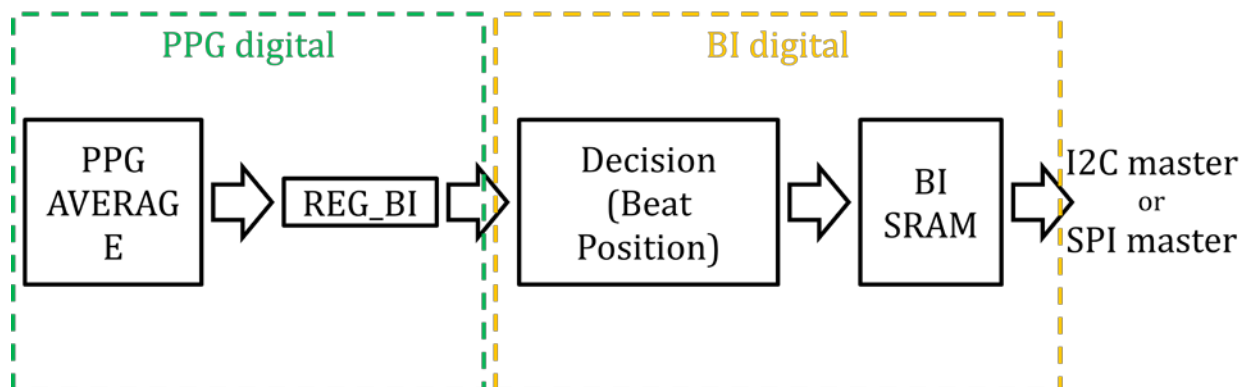 PPG digital
BI digital
PPG
AVERAG
E
REG_BI
Decision
(Beat
Position)
BI
SRAM
I2C master
or
SPI master